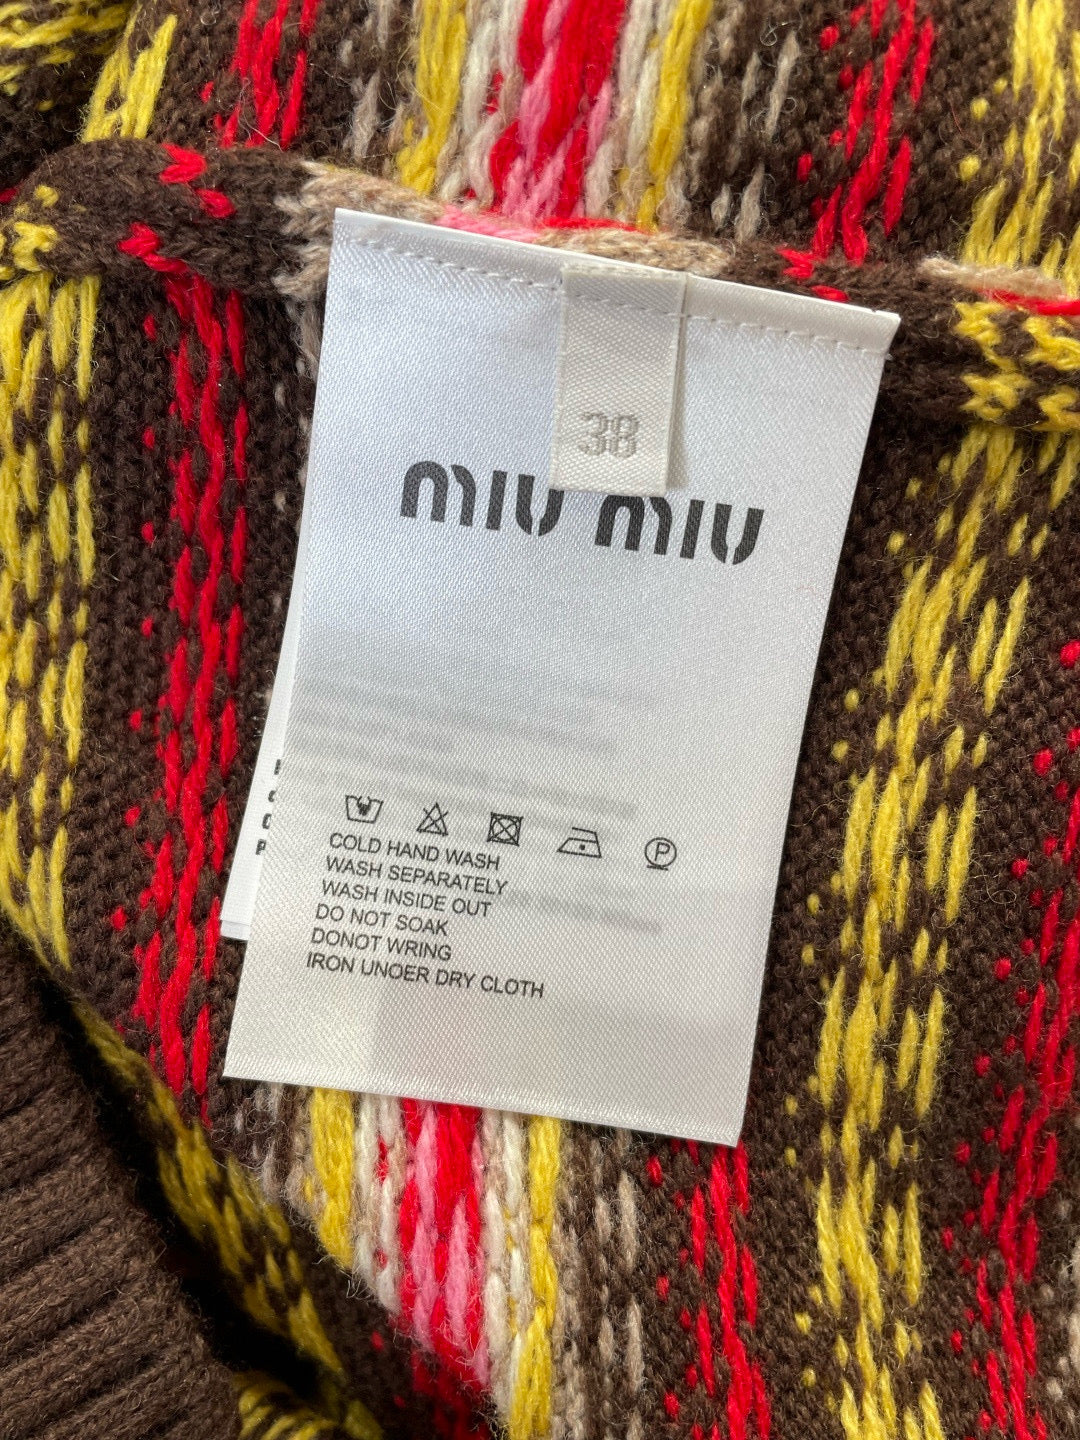 38
miu miu
COLD HAND WASH
WASH SEPARATELY
WASH INSIDE OUT
DO NOT SOAK
DONOT WRING
IRON UNOER DRY CLOTH
P